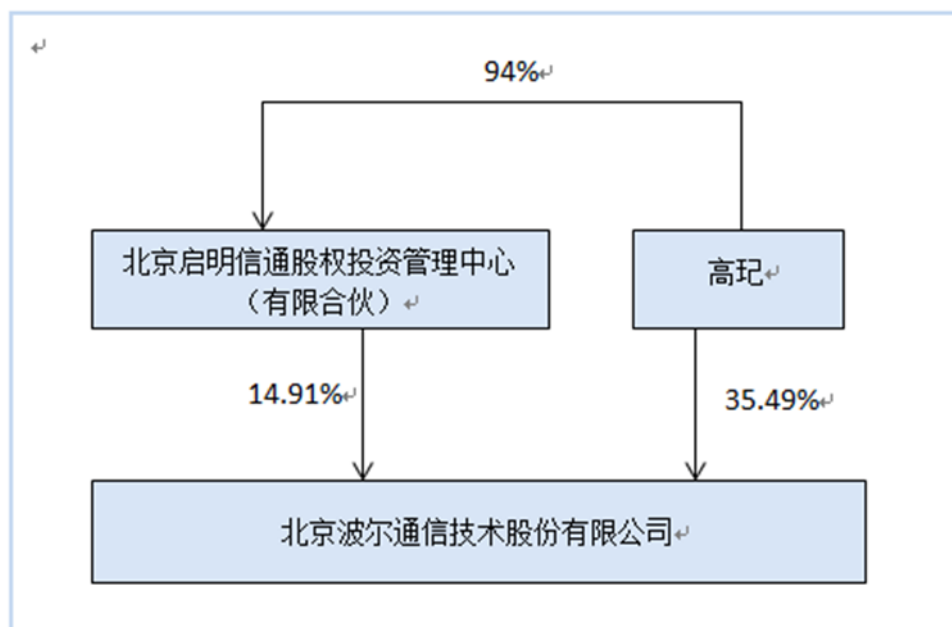 94%
北京启明信通股权投资管理中心
（有限合伙）
高玘
14.91%
35.49%
北京波尔通信技术股份有限公司